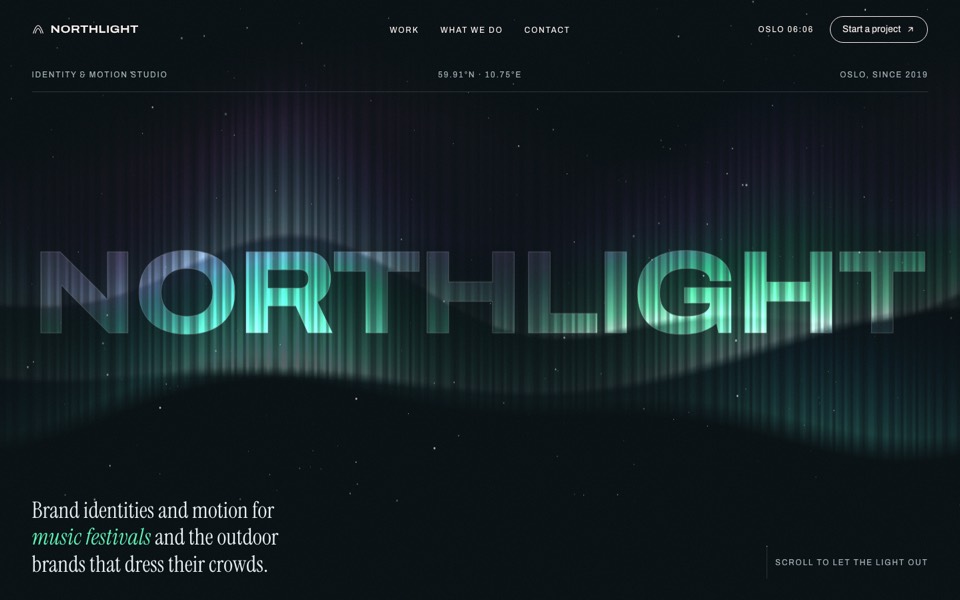 NORTHLIGHT
WORK
WHAT WE DO
CONTACT
OSLO 06:06
Start a project ↗
IDENTITY & MOTION STUDIO
59.91°N · 10.75°E
OSLO, SINCE 2019
NORTHLIGHT
Brand identities and motion for
music festivals and the outdoor
brands that dress their crowds.
SCROLL TO LET THE LIGHT OUT